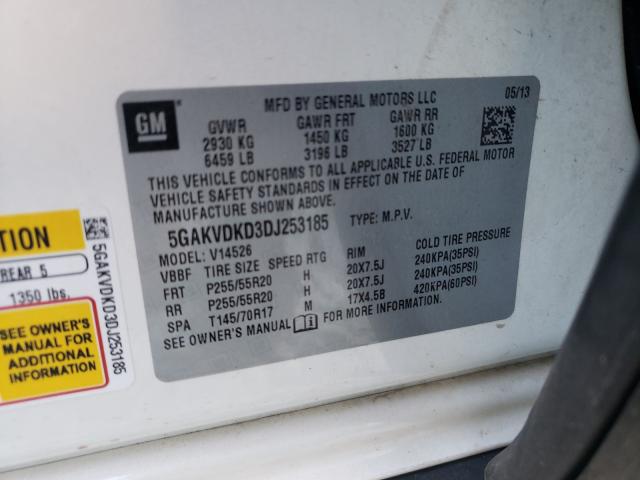 GM
MFD BY GENERAL MOTORS LLC
05/13
GVWR GAWR FRT GAWR RR
2930 KG 1450 KG 1600 KG
6459 LB 3196 LB 3527 LB
THIS VEHICLE CONFORMS TO ALL APPLICABLE U.S. FEDERAL MOTOR
VEHICLE SAFETY STANDARDS IN EFFECT ON THE DATE OF
MANUFACTURE SHOWN ABOVE.
5GAKVDKD3DJ253185 TYPE: M.P.V.
MODEL: V14526
VBBF TIRE SIZE SPEED RTG RIM COLD TIRE PRESSURE
FRT P255/55R20 H 20X7.5J 240KPA(35PSI)
RR P255/55R20 H 20X7.5J 240KPA(35PSI)
SPA T145/70R17 M 17X4.5B 420KPA(60PSI)
SEE OWNER'S MANUAL FOR MORE INFORMATION.
TION
REAR 5
1350 lbs.
SEE OWNER'S
MANUAL FOR
ADDITIONAL
INFORMATION
5GAKVDKD3DJ253185